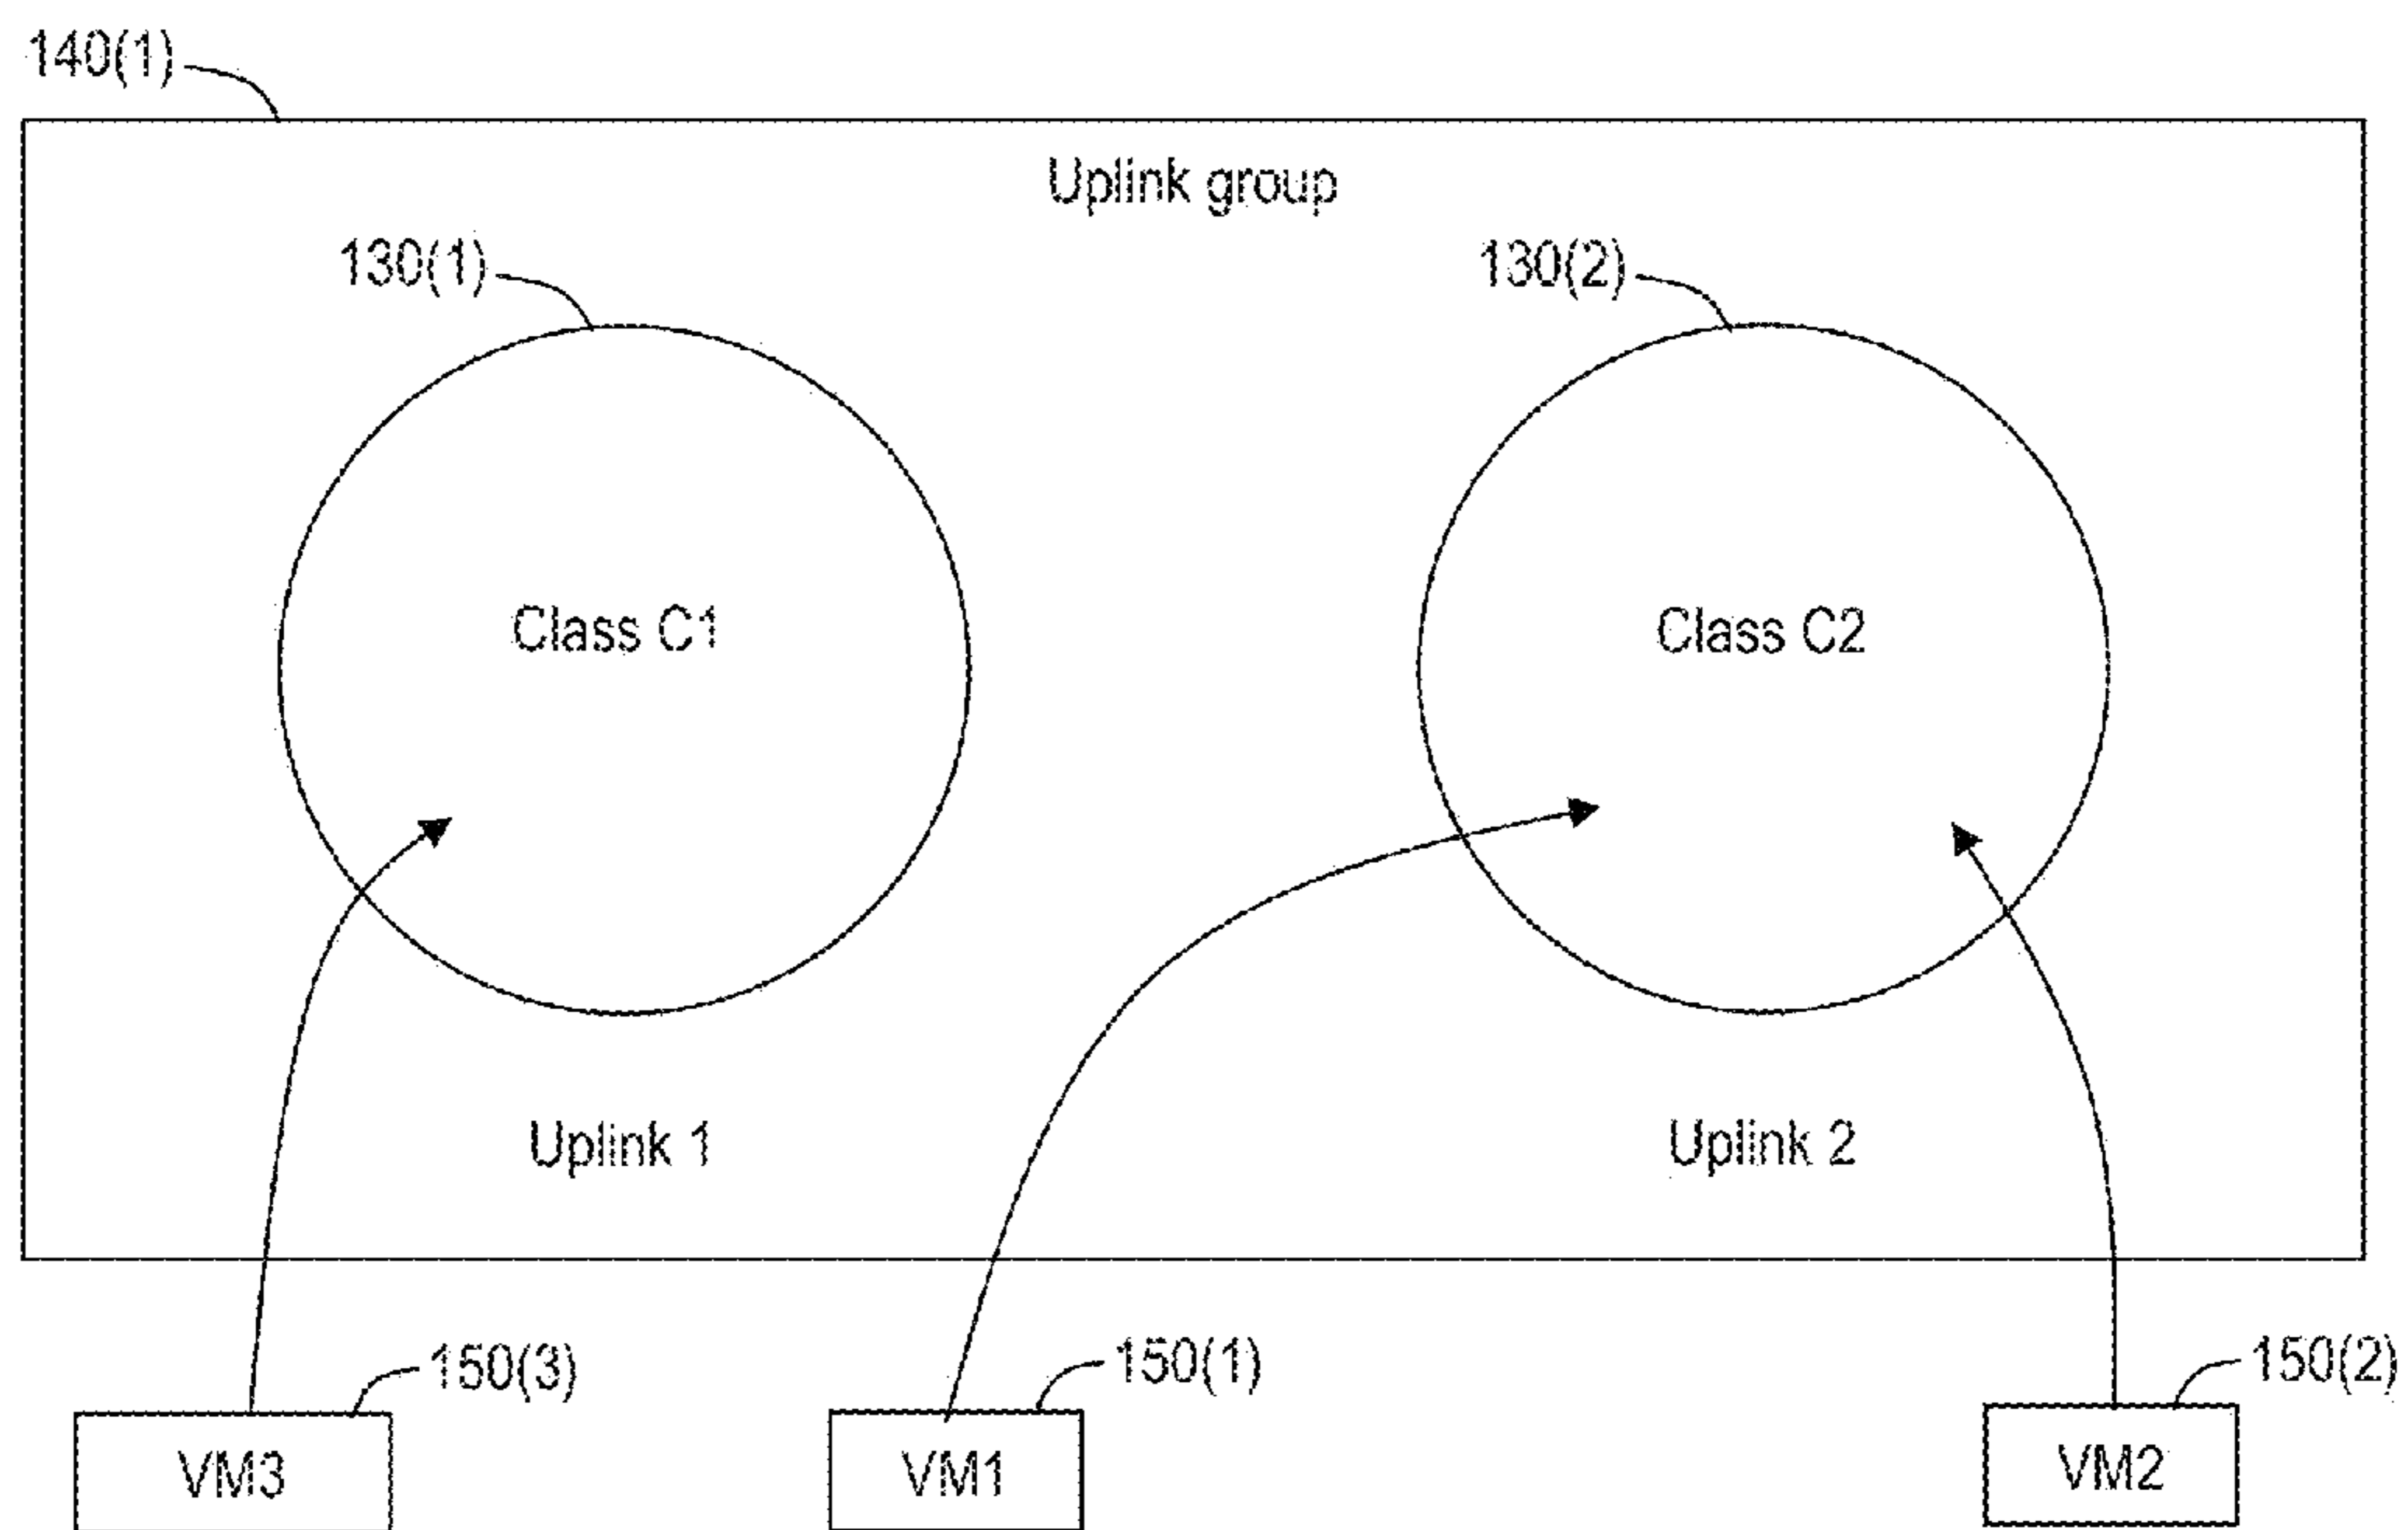 140(1)
Uplink group
130(1)
130(2)
Class C1
Class C2
Uplink 1
Uplink 2
150(3)
150(1)
150(2)
VM3
VM1
VM2